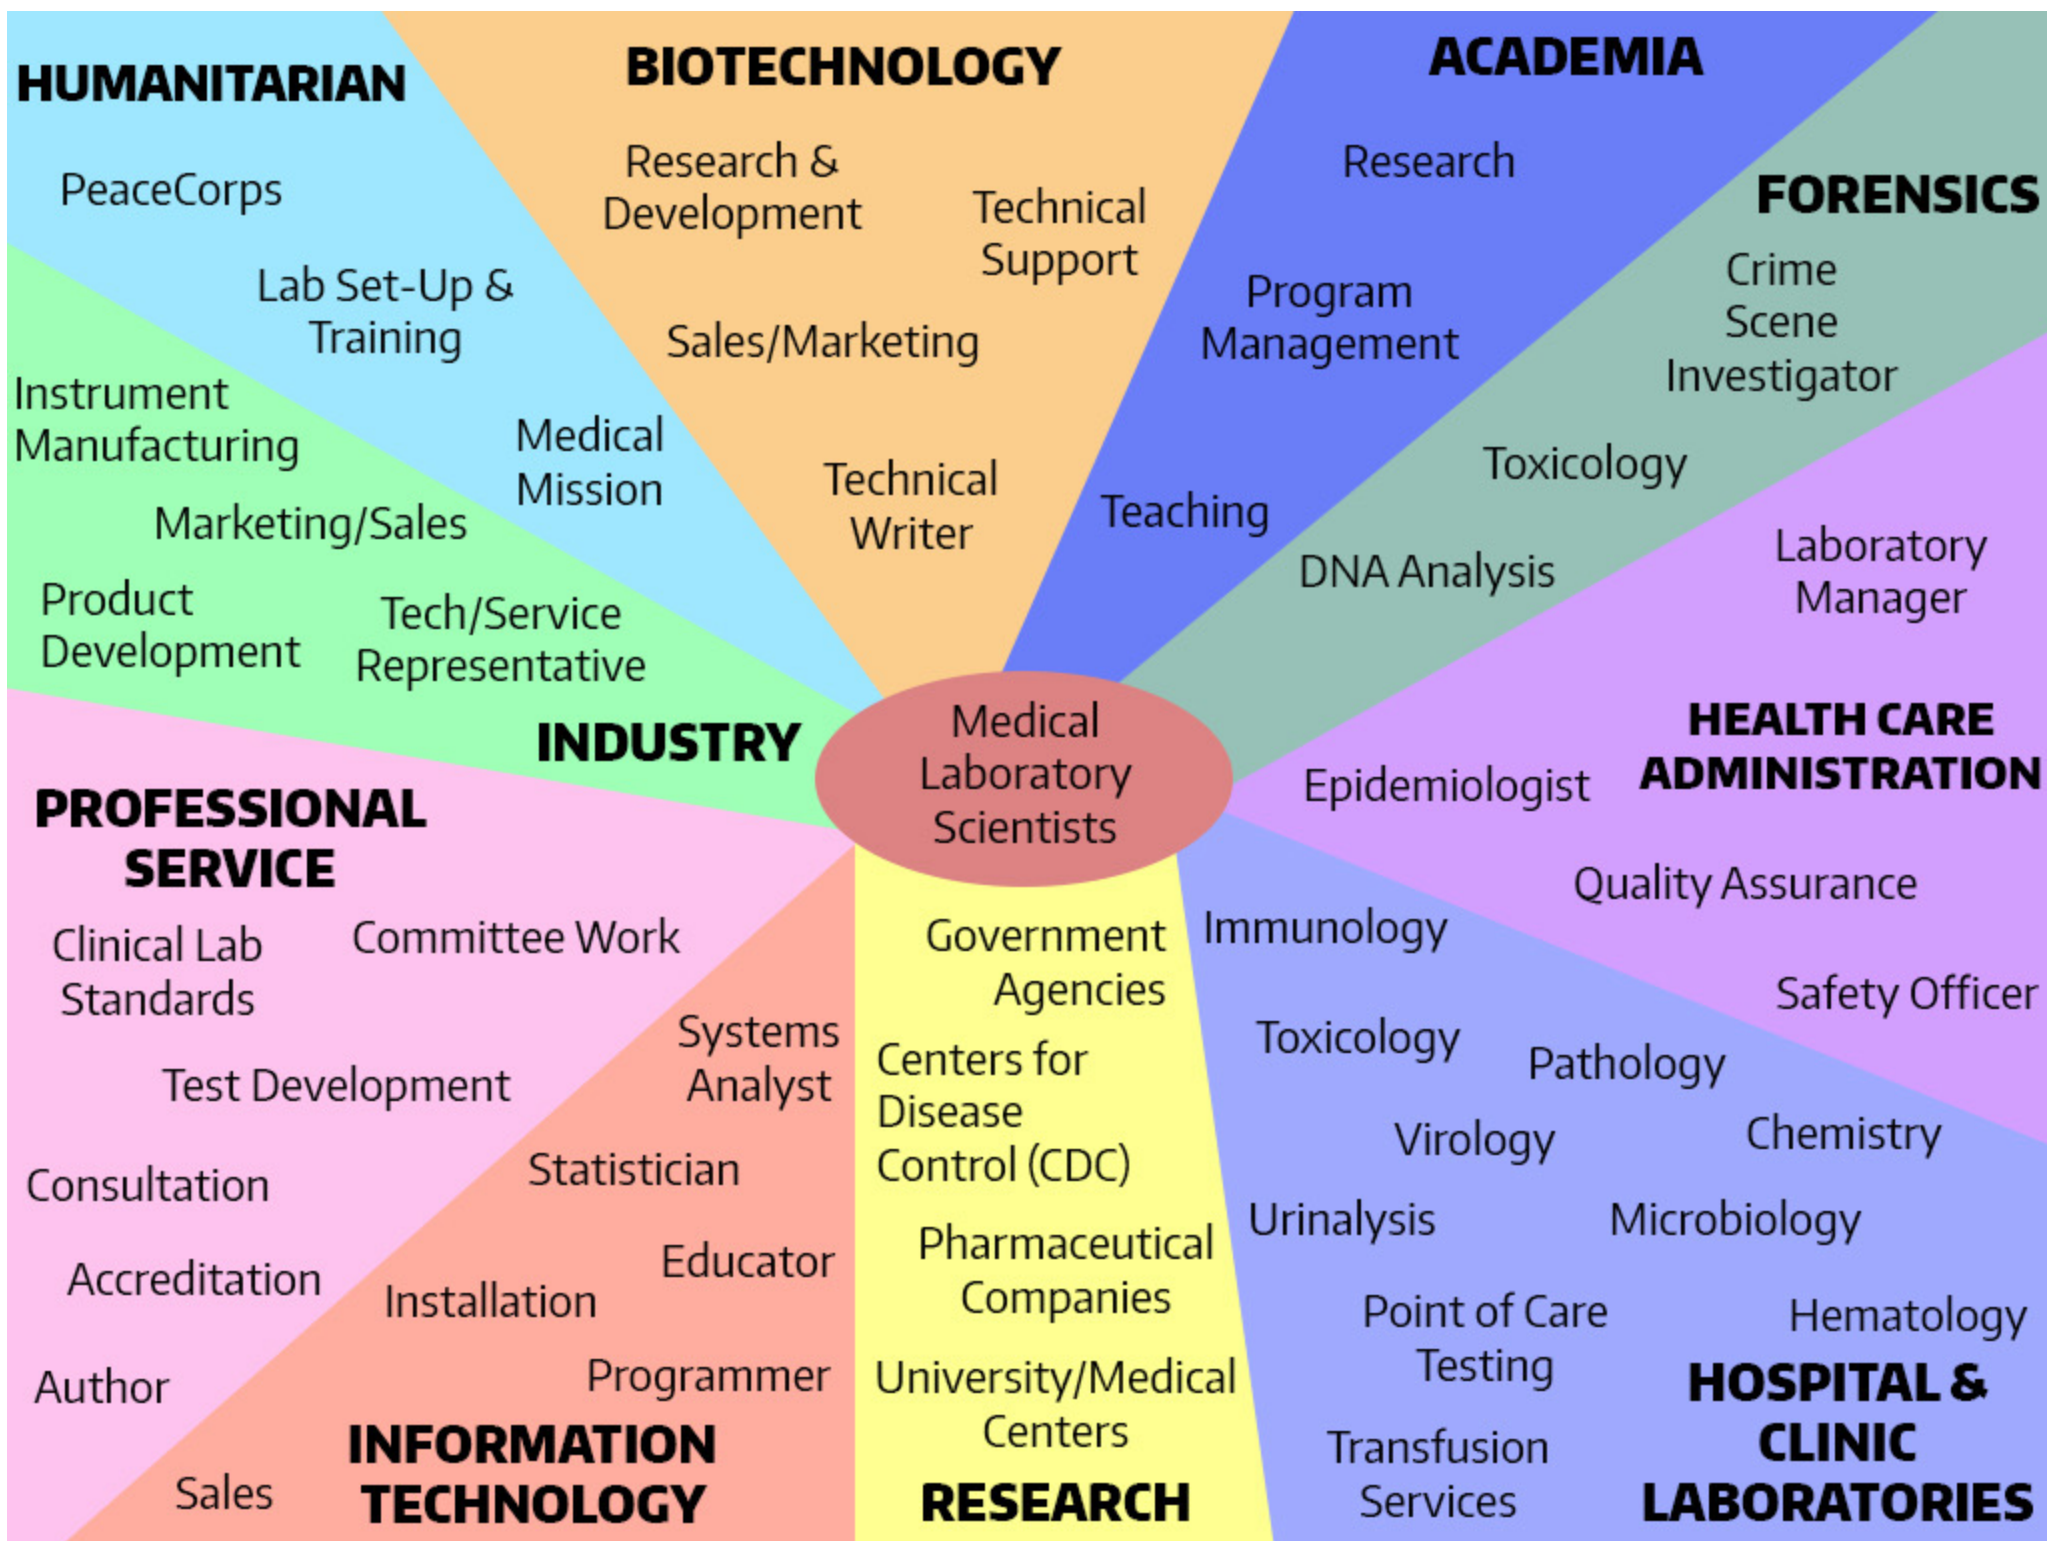 HUMANITARIAN
PeaceCorps
Lab Set-Up &
Training
Medical
Mission
BIOTECHNOLOGY
Research &
Development
Technical
Support
Sales/Marketing
Technical
Writer
ACADEMIA
Research
Program
Management
Teaching
FORENSICS
Crime
Scene
Investigator
Toxicology
DNA Analysis
Instrument
Manufacturing
Marketing/Sales
Product
Development
Tech/Service
Representative
INDUSTRY
Medical
Laboratory
Scientists
Laboratory
Manager
HEALTH CARE
ADMINISTRATION
Epidemiologist
Quality Assurance
Safety Officer
PROFESSIONAL
SERVICE
Clinical Lab
Standards
Committee Work
Test Development
Consultation
Accreditation
Author
Systems
Analyst
Statistician
Educator
Installation
Programmer
INFORMATION
TECHNOLOGY
Sales
Government
Agencies
Centers for
Disease
Control (CDC)
Pharmaceutical
Companies
University/Medical
Centers
RESEARCH
Immunology
Toxicology
Pathology
Virology
Chemistry
Urinalysis
Microbiology
Point of Care
Testing
Hematology
Transfusion
Services
HOSPITAL &
CLINIC
LABORATORIES